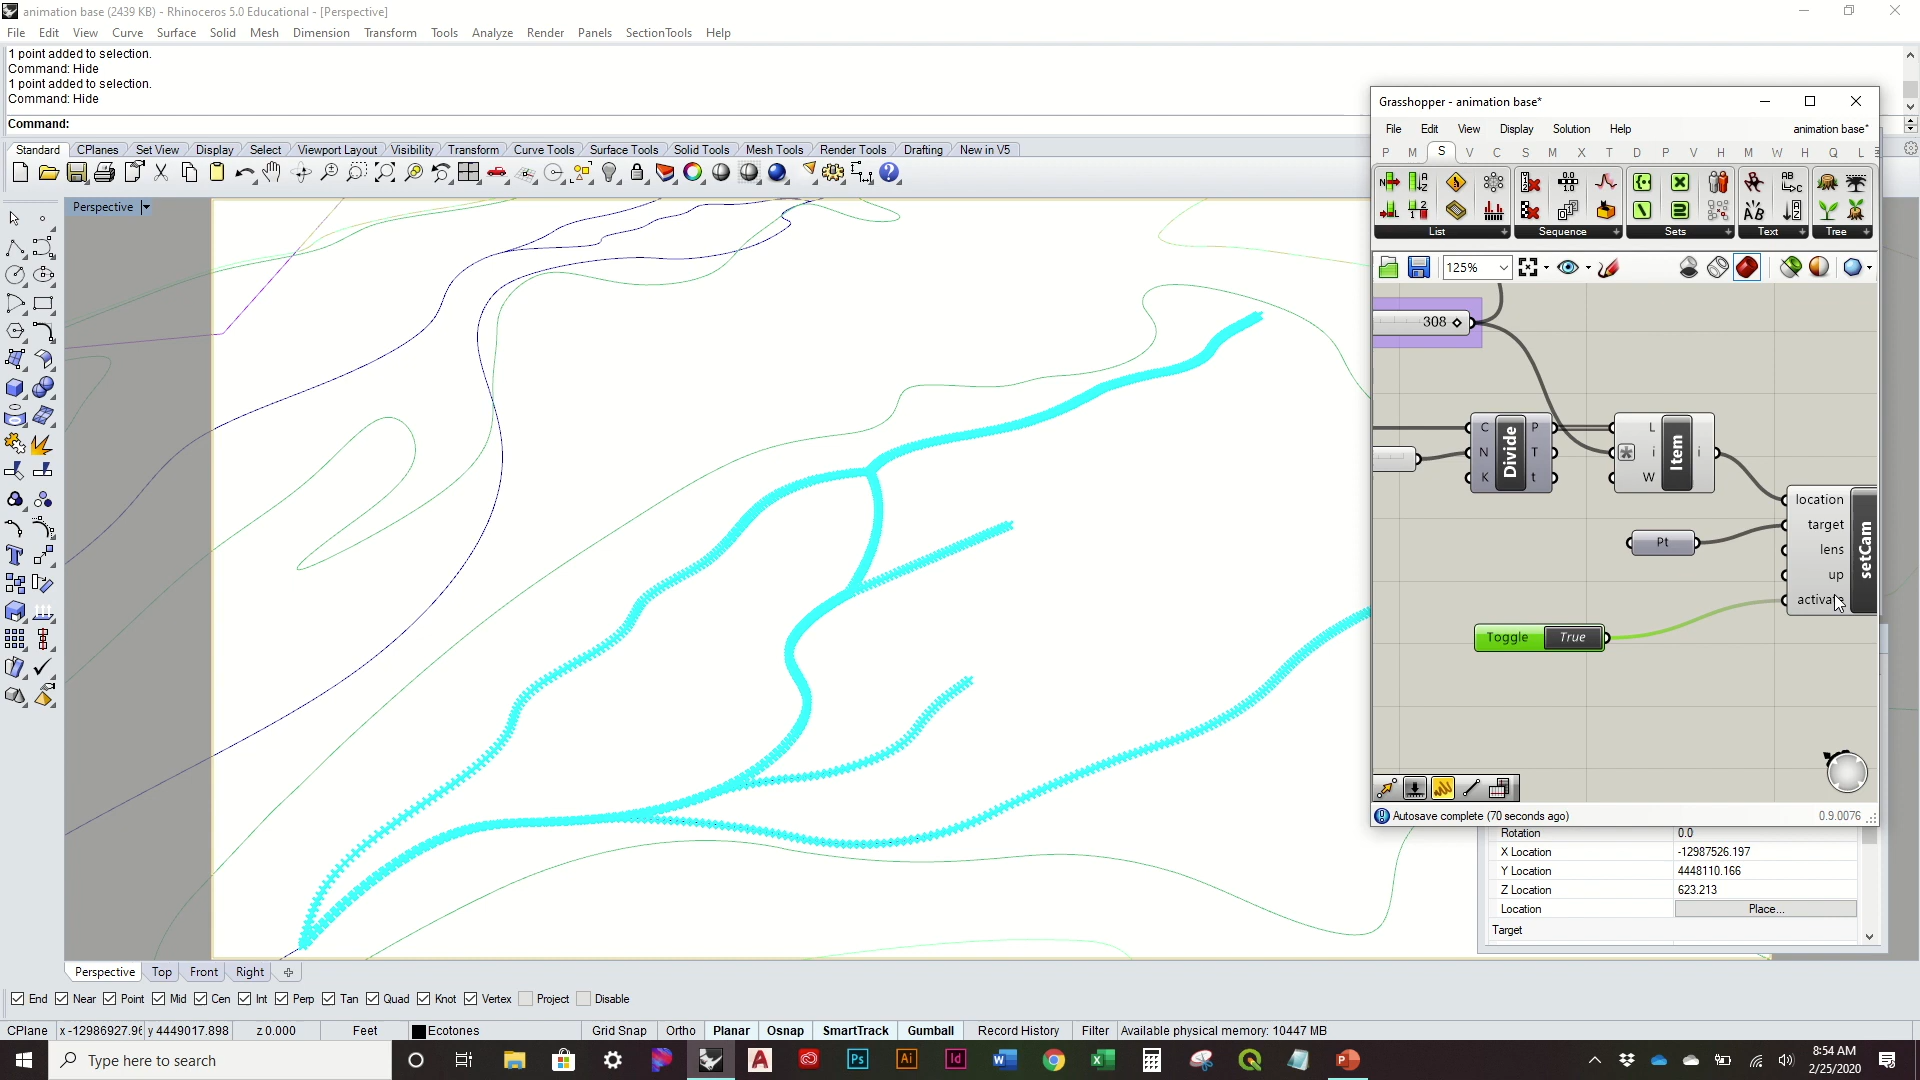 animation base (2439 KB) - Rhinoceros 5.0 Educational - [Perspective]
File Edit View Curve Surface Solid Mesh Dimension Transform Tools Analyze Render Panels SectionTools Help
1 point added to selection.
Command: Hide
1 point added to selection.
Command: Hide
Command:
Standard CPlanes Set View Display Select Viewport Layout Visibility Transform Curve Tools Surface Tools Solid Tools Mesh Tools Render Tools Drafting New in V5
Perspective
Grasshopper - animation base*
File Edit View Display Solution Help animation base*
P M S V C S M X T D P V H M W H Q L
List Sequence Sets Text Tree
125%
308
C N K Divide P T t
L i W Item i
location
target
lens
up
activate
setCam
Pt
Toggle True
Autosave complete (70 seconds ago) 0.9.0076
Rotation 0.0
X Location -12987526.197
Y Location 4448110.166
Z Location 623.213
Location Place...
Target
Perspective Top Front Right
End Near Point Mid Cen Int Perp Tan Quad Knot Vertex Project Disable
CPlane x -12986927.96 y 4449017.898 z 0.000 Feet Ecotones Grid Snap Ortho Planar Osnap SmartTrack Gumball Record History Filter Available physical memory: 10447 MB
Type here to search
8:54 AM
2/25/2020